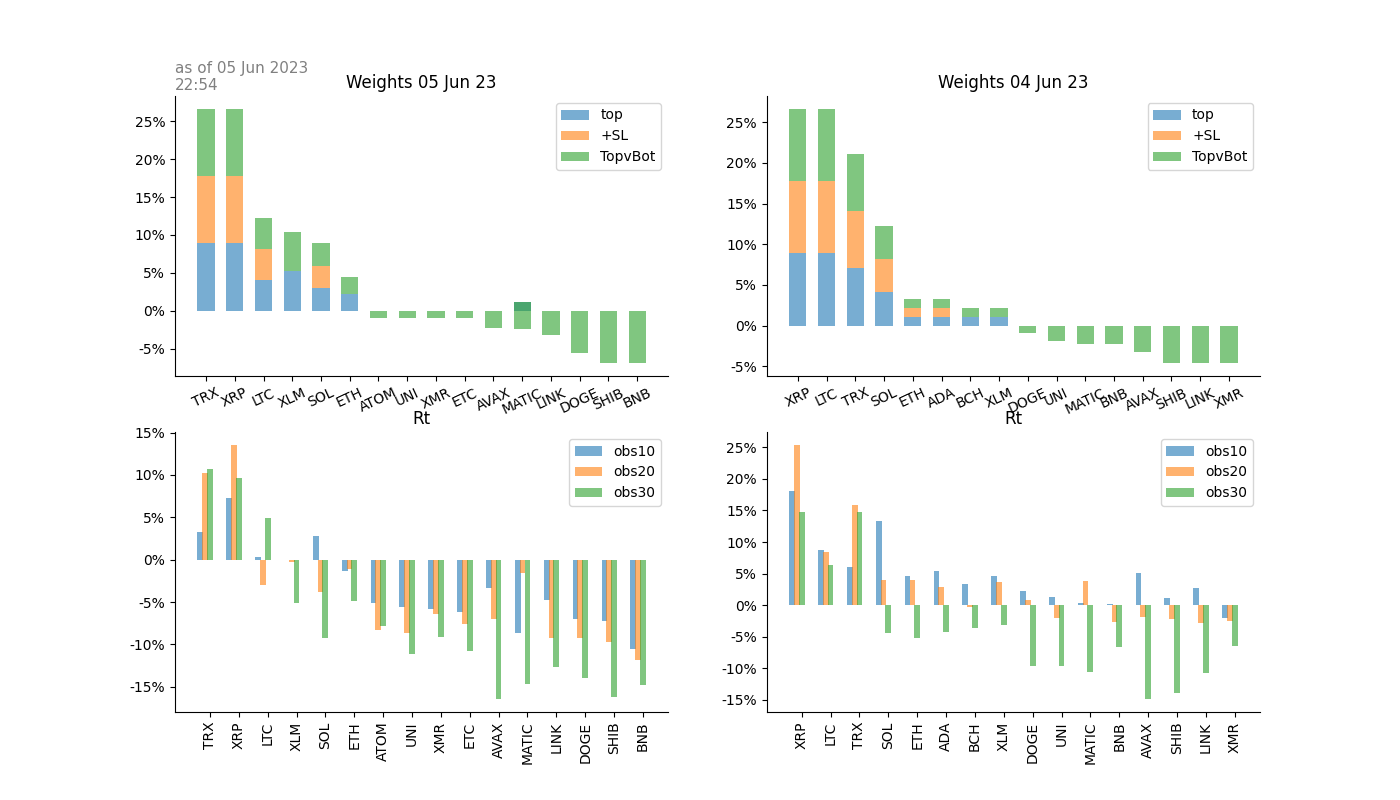 as of 05 Jun 2023
22:54
Weights 05 Jun 23
25%
20%
15%
10%
5%
0%
-5%
top
+SL
TopvBot
TRX XRP LTC XLM SOL ETH ATOM UNI XMR ETC AVAX MATIC LINK DOGE SHIB BNB
Weights 04 Jun 23
25%
20%
15%
10%
5%
0%
-5%
top
+SL
TopvBot
XRP LTC TRX SOL ETH ADA BCH XLM DOGE UNI MATIC BNB AVAX SHIB LINK XMR
Rt
15%
10%
5%
0%
-5%
-10%
-15%
obs10
obs20
obs30
TRX XRP LTC XLM SOL ETH ATOM UNI XMR ETC AVAX MATIC LINK DOGE SHIB BNB
Rt
25%
20%
15%
10%
5%
0%
-5%
-10%
-15%
obs10
obs20
obs30
XRP LTC TRX SOL ETH ADA BCH XLM DOGE UNI MATIC BNB AVAX SHIB LINK XMR